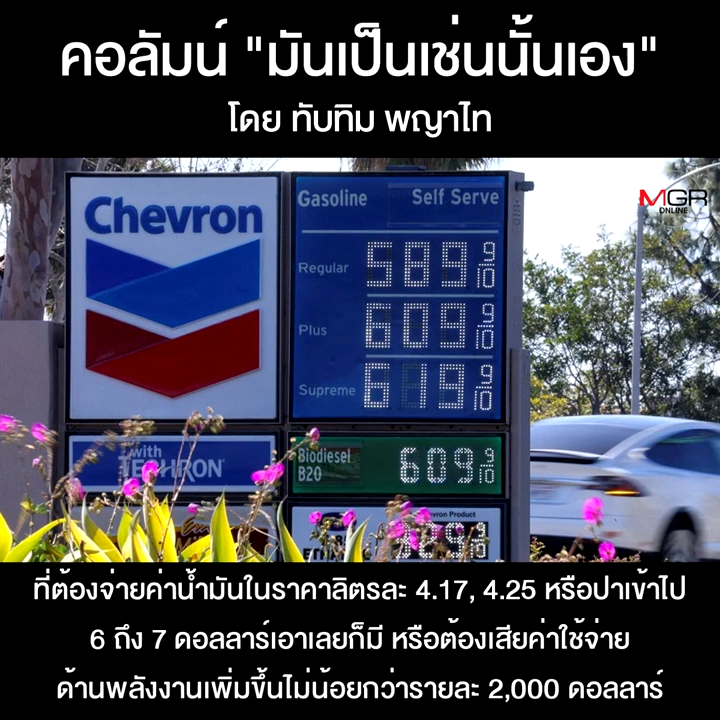 คอลัมน์ "มันเป็นเช่นนั้นเอง"
โดย ทับทิม พญาไท
MGR
ONLINE
Chevron
Gasoline Self Serve
Regular 589 9/10
Plus 609 9/10
Supreme 619 9/10
with
TECHRON
Biodiesel
B20 609 9/10
Chevron Product
ที่ต้องจ่ายค่าน้ำมันในราคาลิตรละ 4.17, 4.25 หรือปาเข้าไป
6 ถึง 7 ดอลลาร์เอาเลยก็มี หรือต้องเสียค่าใช้จ่าย
ด้านพลังงานเพิ่มขึ้นไม่น้อยกว่ารายละ 2,000 ดอลลาร์